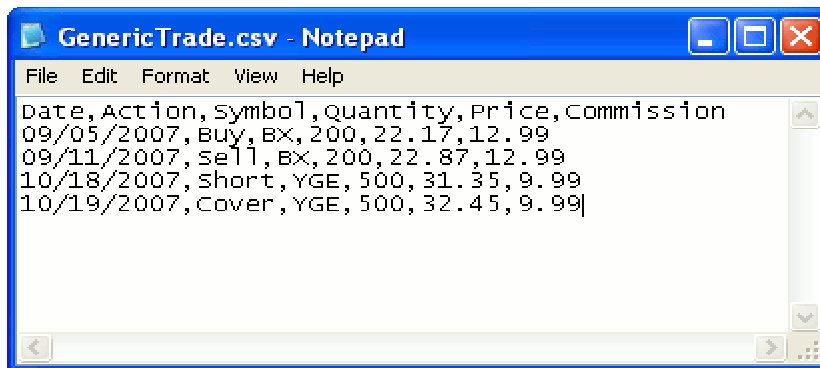 GenericTrade.csv - Notepad
File Edit Format View Help
Date,Action,Symbol,Quantity,Price,Commission
09/05/2007,Buy,BX,200,22.17,12.99
09/11/2007,Sell,BX,200,22.87,12.99
10/18/2007,Short,YGE,500,31.35,9.99
10/19/2007,Cover,YGE,500,32.45,9.99